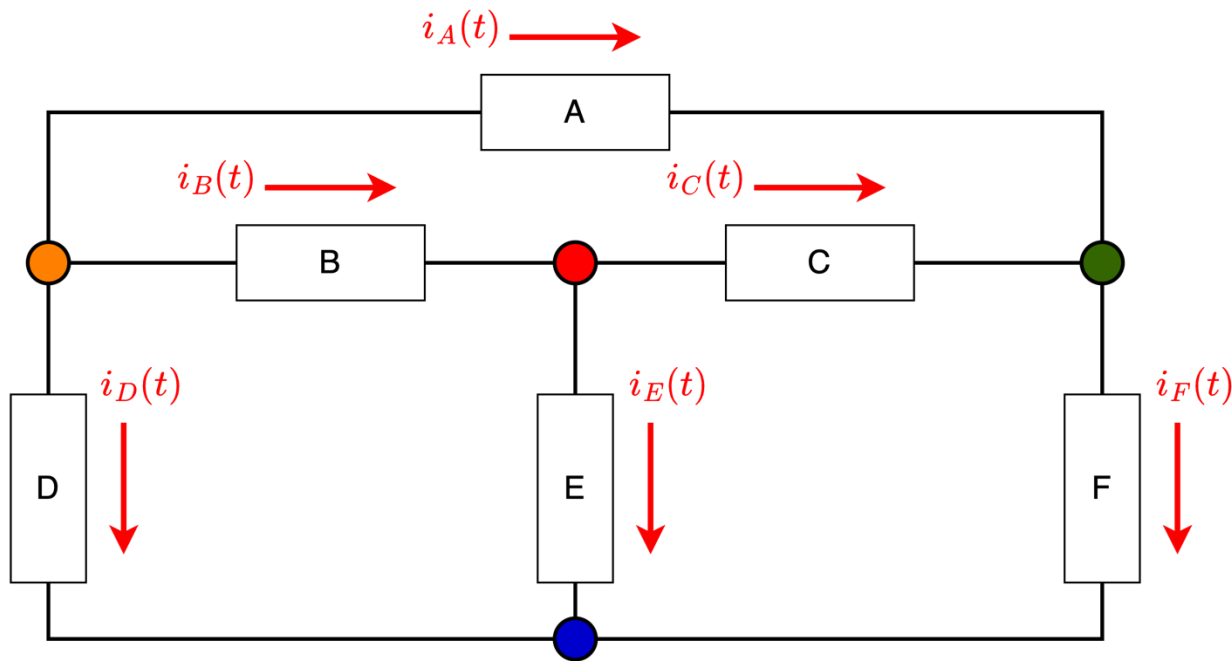 i_A(t)
A
i_B(t)
i_C(t)
B
C
i_D(t)
i_E(t)
i_F(t)
D
E
F